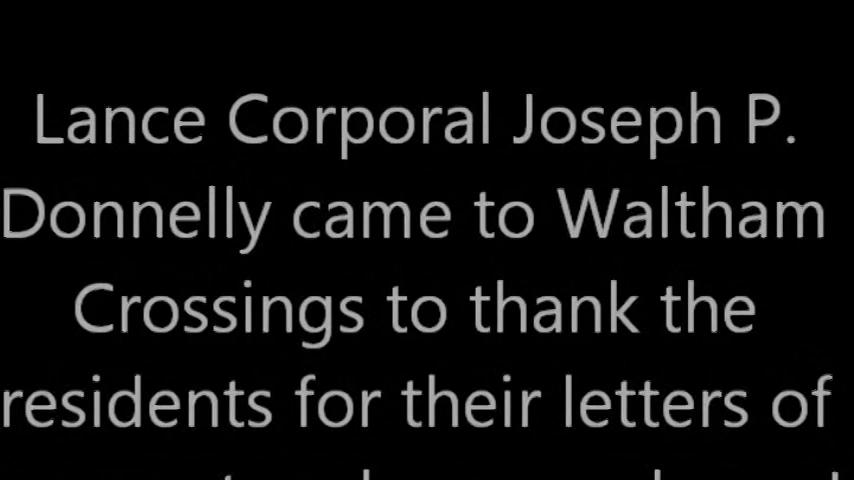 Lance Corporal Joseph P.
Donnelly came to Waltham
Crossings to thank the
residents for their letters of